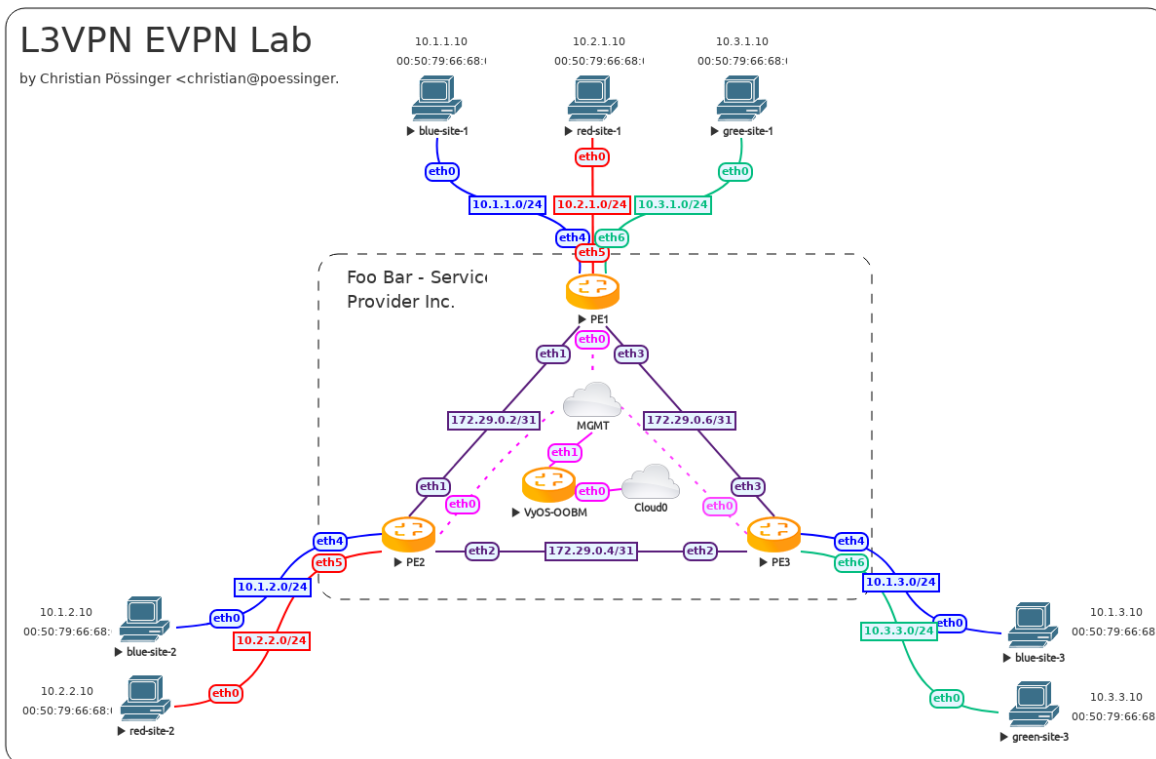 L3VPN EVPN Lab
by Christian Pössinger <christian@poessinger.
10.1.1.10
00:50:79:66:68:
10.2.1.10
00:50:79:66:68:
10.3.1.10
00:50:79:66:68:
blue-site-1
red-site-1
gree-site-1
eth0
eth0
eth0
10.1.1.0/24
10.2.1.0/24
10.3.1.0/24
eth4
eth6
eth5
Foo Bar - Service
Provider Inc.
PE1
eth0
eth1
eth3
172.29.0.2/31
172.29.0.6/31
MGMT
eth1
eth1
eth0
VyOS-OOBM
eth0
Cloud0
eth3
eth0
PE2
eth2
172.29.0.4/31
eth2
PE3
eth4
eth5
eth4
eth6
10.1.2.0/24
10.1.3.0/24
10.1.2.10
00:50:79:66:68:
blue-site-2
eth0
10.2.2.0/24
10.3.3.0/24
eth0
blue-site-3
10.1.3.10
00:50:79:66:68
10.2.2.10
00:50:79:66:68:
red-site-2
eth0
eth0
green-site-3
10.3.3.10
00:50:79:66:68